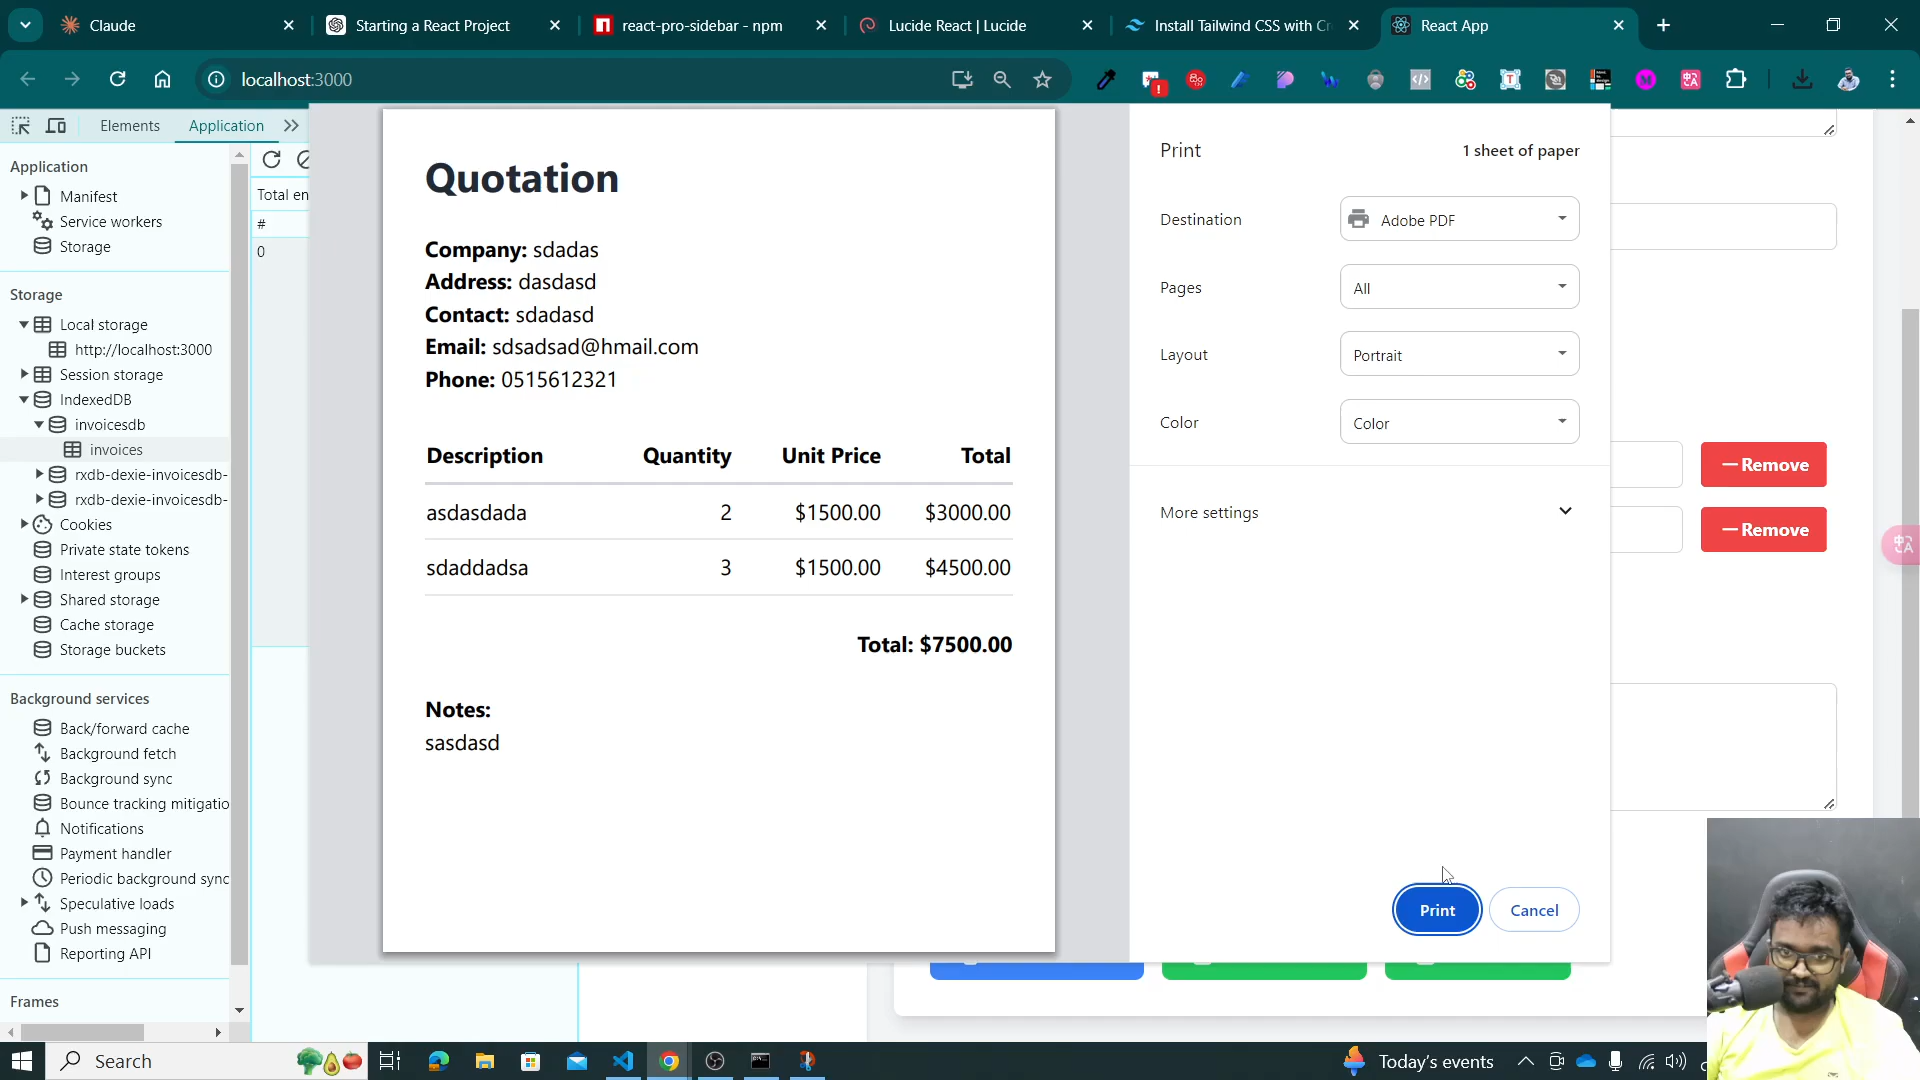 Claude
Starting a React Project
react-pro-sidebar - npm
Lucide React | Lucide
Install Tailwind CSS with Cr
React App
localhost:3000
Elements
Application
Application
Manifest
Service workers
Storage
Storage
Local storage
http://localhost:3000
Session storage
IndexedDB
invoicesdb
invoices
rxdb-dexie-invoicesdb-
rxdb-dexie-invoicesdb-
Cookies
Private state tokens
Interest groups
Shared storage
Cache storage
Storage buckets
Background services
Back/forward cache
Background fetch
Background sync
Bounce tracking mitigatio
Notifications
Payment handler
Periodic background sync
Speculative loads
Push messaging
Reporting API
Frames
Total en
#
0
Quotation
Company: sdadas
Address: dasdasd
Contact: sdadasd
Email: sdsadsad@hmail.com
Phone: 0515612321
Description Quantity Unit Price Total
asdasdada 2 $1500.00 $3000.00
sdaddadsa 3 $1500.00 $4500.00
Total: $7500.00
Notes:
sasdasd
Print
1 sheet of paper
Destination Adobe PDF
Pages All
Layout Portrait
Color Color
More settings
Print
Cancel
Remove
Remove
Search
Today's events